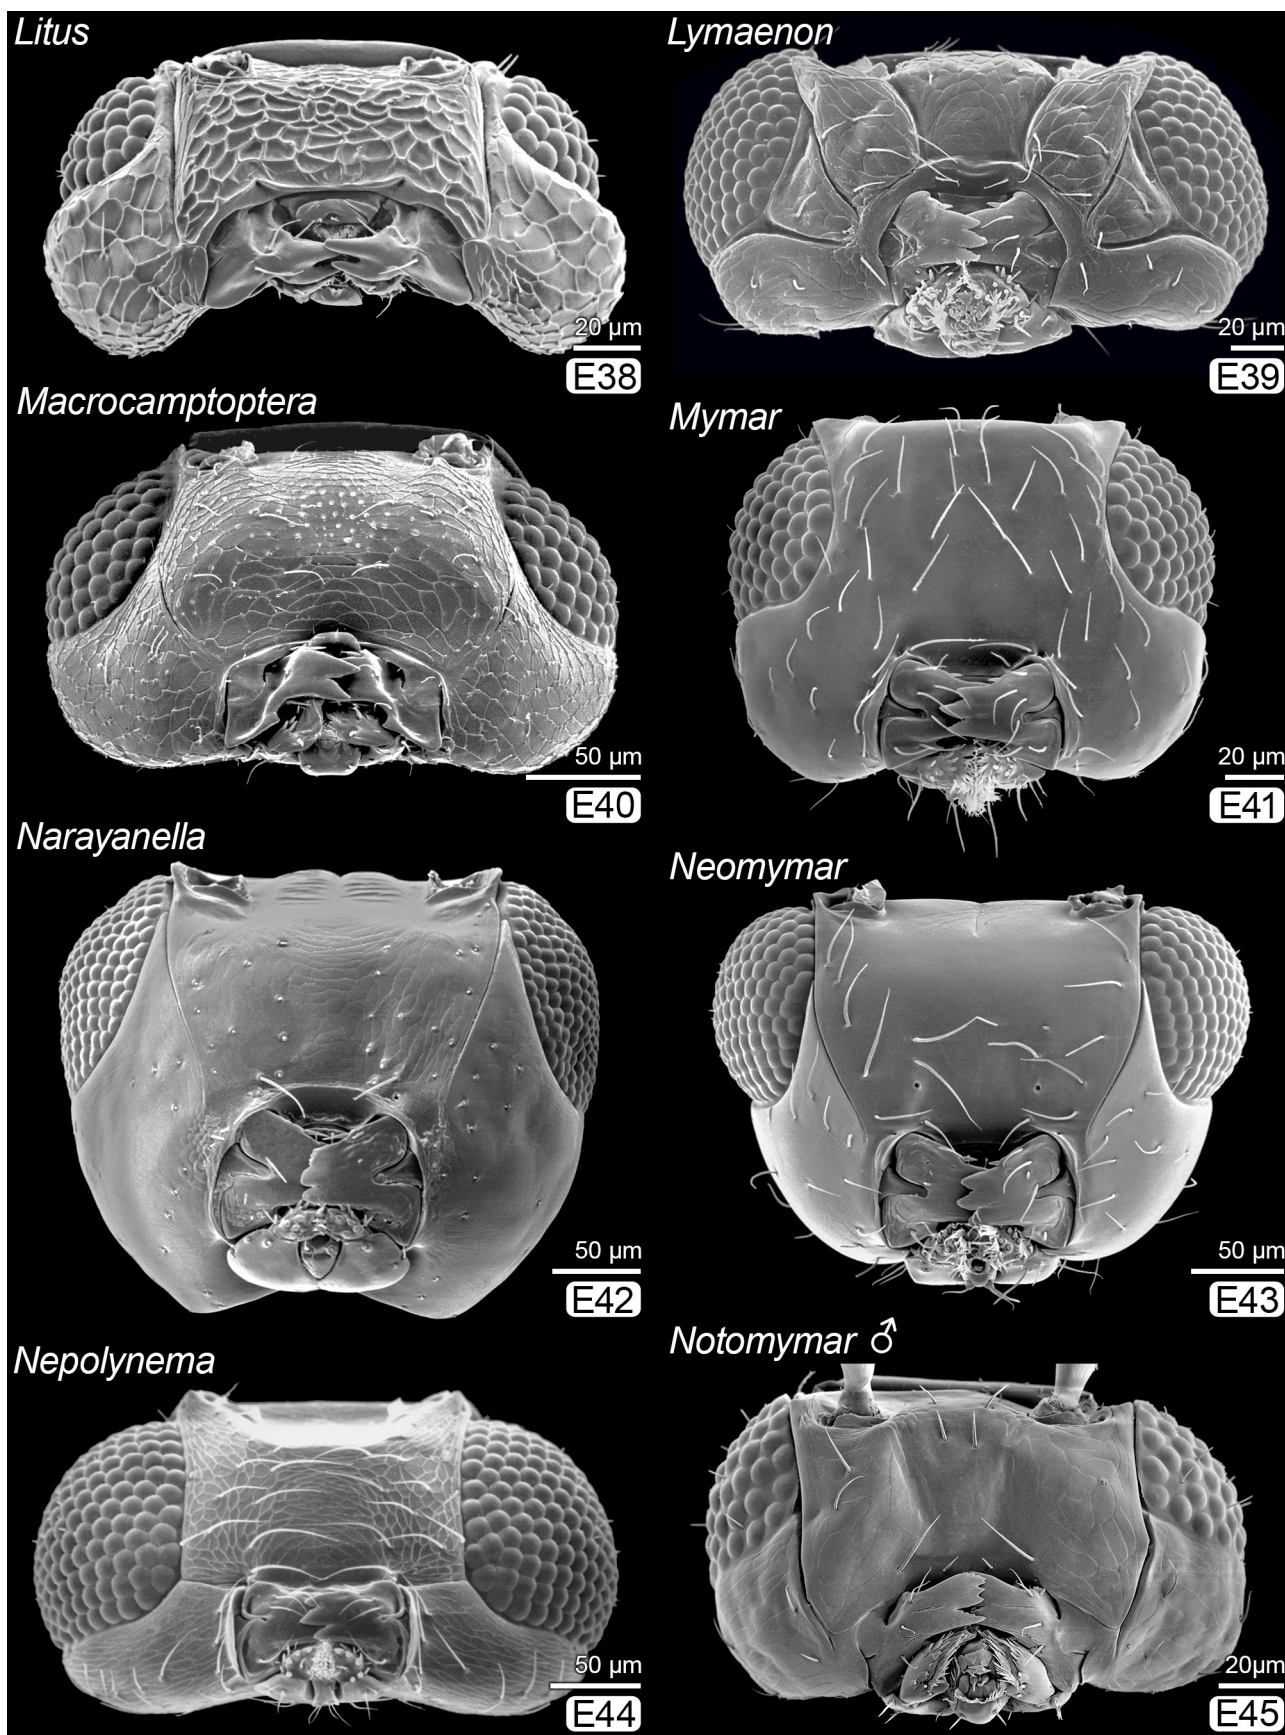 Litus
Lymaenon
20 µm
E38
20 µm
E39
Macrocamptoptera
Mymar
50 µm
E40
20 µm
E41
Narayanella
Neomymar
50 µm
E42
50 µm
E43
Nepolynema
Notomymar ♂
50 µm
E44
20µm
E45